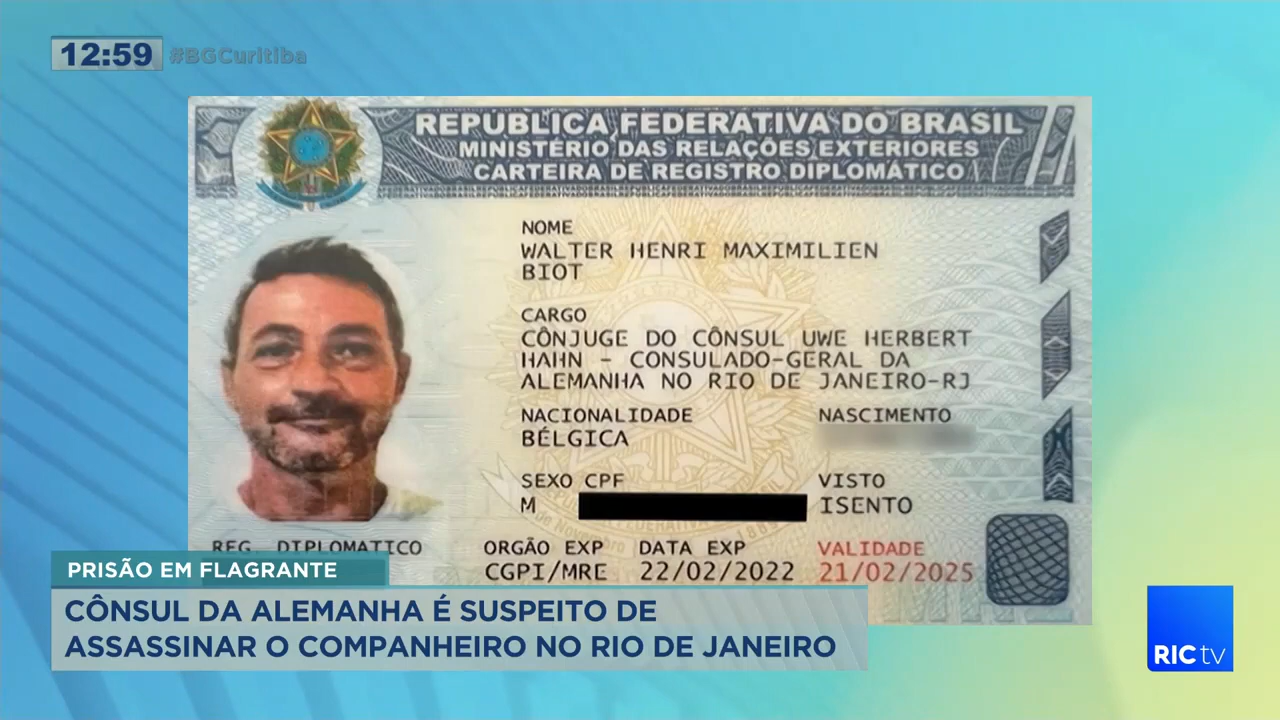 12:59 #BGCuritiba
REPÚBLICA FEDERATIVA DO BRASIL
MINISTÉRIO DAS RELAÇÕES EXTERIORES
CARTEIRA DE REGISTRO DIPLOMÁTICO
NOME
WALTER HENRI MAXIMILIEN
BIOT
CARGO
CÔNJUGE DO CÔNSUL UWE HERBERT
HAHN - CONSULADO-GERAL DA
ALEMANHA NO RIO DE JANEIRO-RJ
NACIONALIDADE NASCIMENTO
BÉLGICA
SEXO CPF VISTO
M ISENTO
REG. DIPLOMATICO ORGÃO EXP DATA EXP VALIDADE
CGPI/MRE 22/02/2022 21/02/2025
PRISÃO EM FLAGRANTE
CÔNSUL DA ALEMANHA É SUSPEITO DE
ASSASSINAR O COMPANHEIRO NO RIO DE JANEIRO
RICtv